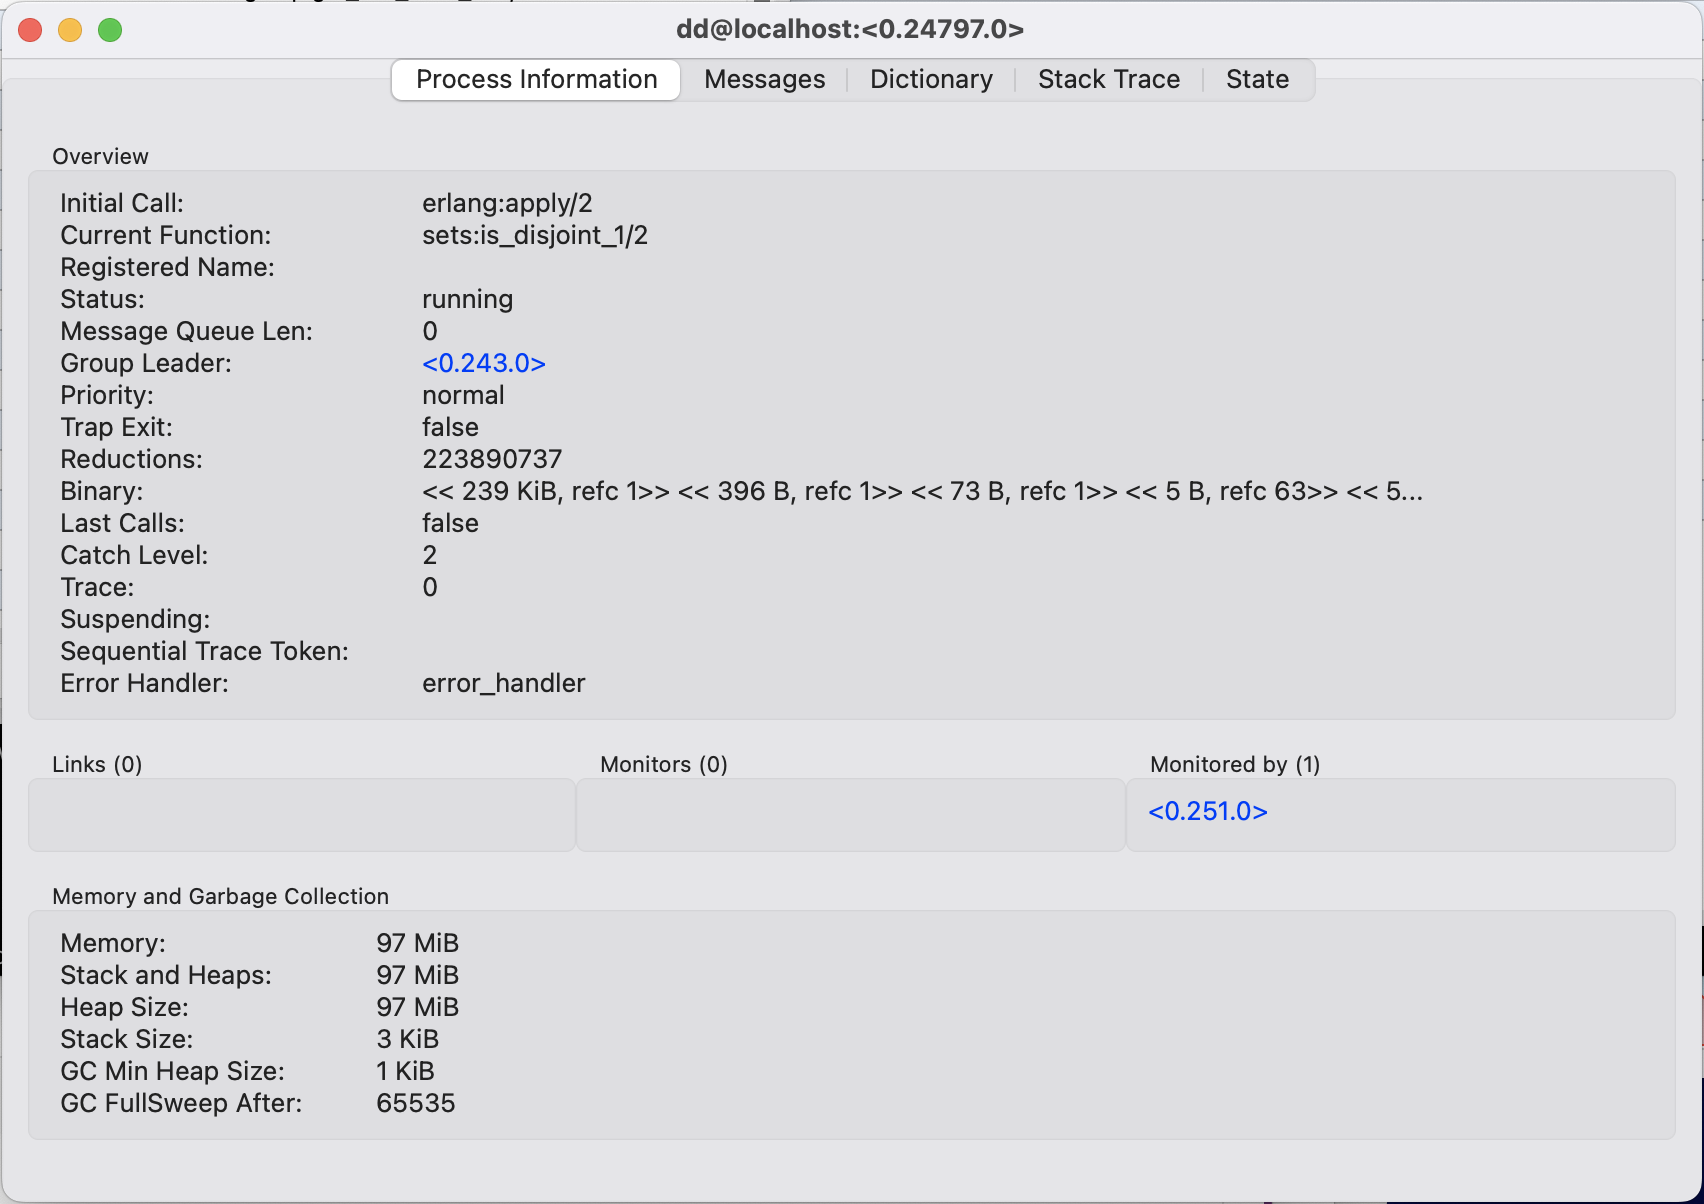 dd@localhost:<0.24797.0>
Process Information Messages Dictionary Stack Trace State
Overview
Initial Call: erlang:apply/2
Current Function: sets:is_disjoint_1/2
Registered Name:
Status: running
Message Queue Len: 0
Group Leader: <0.243.0>
Priority: normal
Trap Exit: false
Reductions: 223890737
Binary: << 239 KiB, refc 1>> << 396 B, refc 1>> << 73 B, refc 1>> << 5 B, refc 63>> << 5...
Last Calls: false
Catch Level: 2
Trace: 0
Suspending:
Sequential Trace Token:
Error Handler: error_handler
Links (0) Monitors (0) Monitored by (1)
<0.251.0>
Memory and Garbage Collection
Memory: 97 MiB
Stack and Heaps: 97 MiB
Heap Size: 97 MiB
Stack Size: 3 KiB
GC Min Heap Size: 1 KiB
GC FullSweep After: 65535